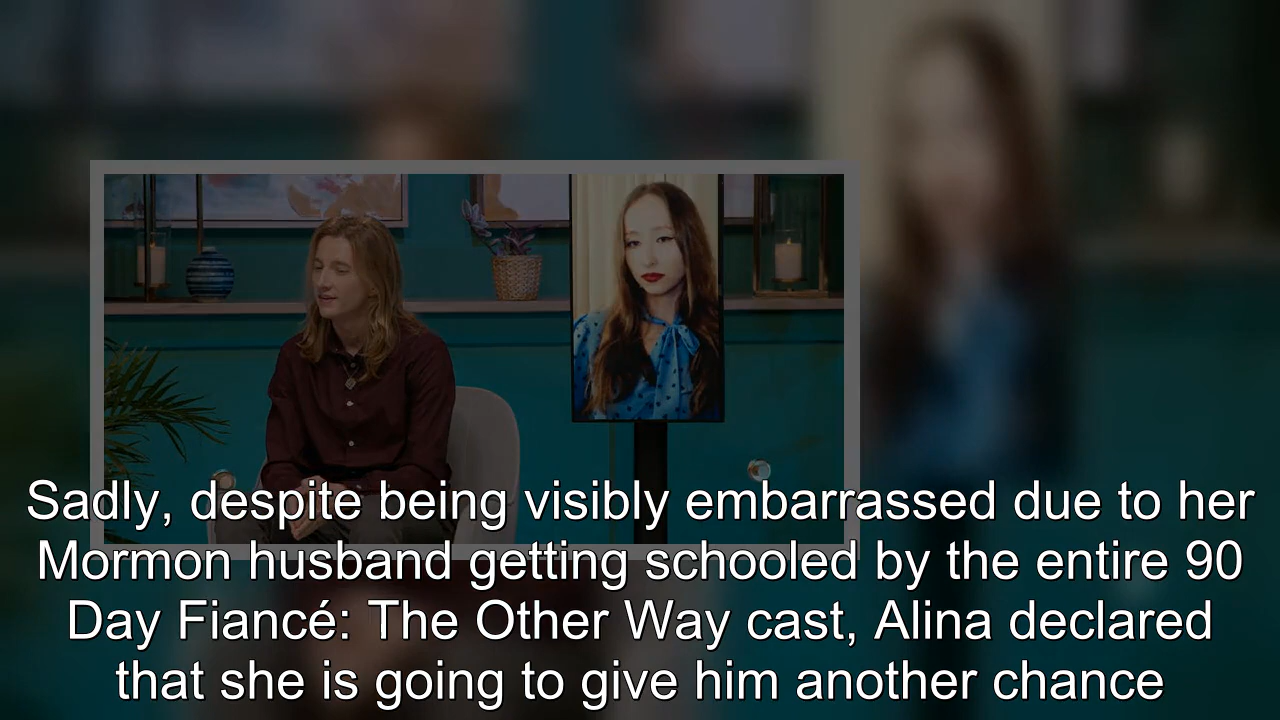 Sadly, despite being visibly embarrassed due to her
Mormon husband getting schooled by the entire 90
Day Fiancé: The Other Way cast, Alina declared
that she is going to give him another chance